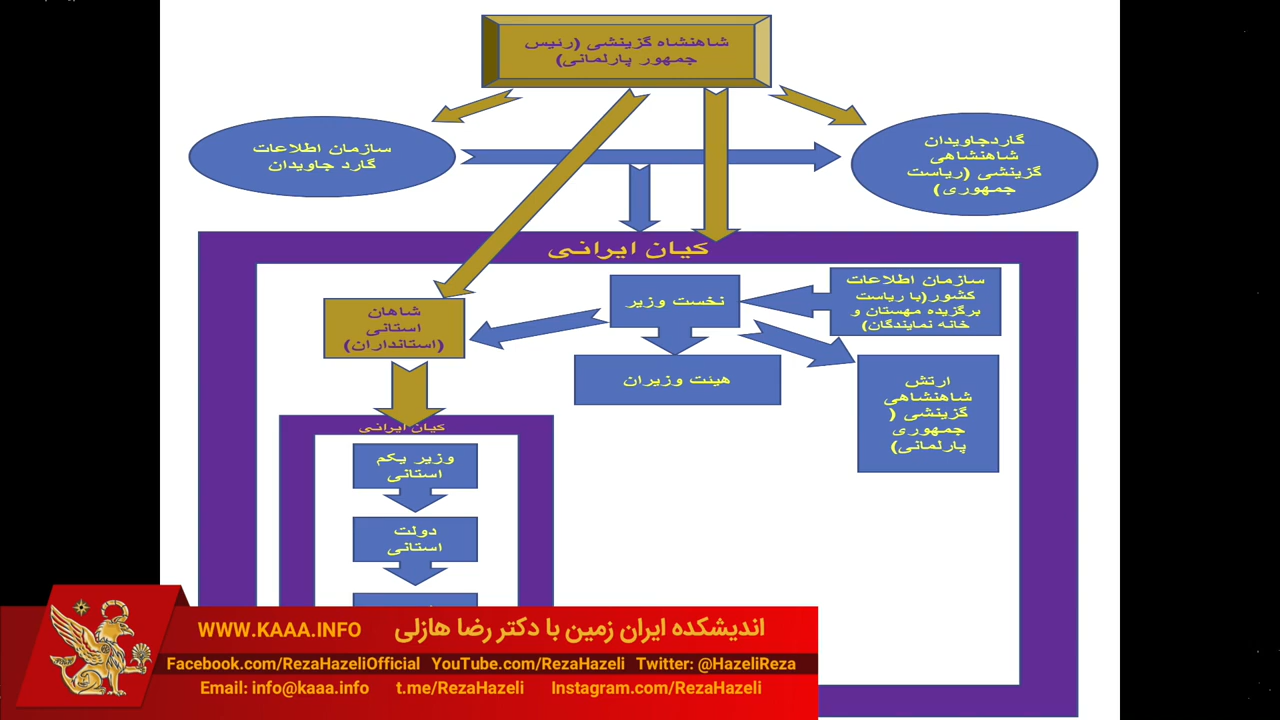 شاهنشاه گزینشی (رئیس
جمهور پارلمانی)
سازمان اطلاعات
گارد جاویدان
گاردجاویدان
شاهنشاهی
گزینشی (ریاست
جمهوری)
کیان ایرانی
سازمان اطلاعات
کشور(با ریاست
برگزیده مهستان و
خانه نمایندگان)
نخست وزیر
شاهان
استانی
(استانداران)
هیئت وزیران
ارتش
شاهنشاهی
گزینشی (
جمهوری
پارلمانی)
کیان ایرانی
وزیر یکم
استانی
دولت
استانی
اندیشکده ایران زمین با دکتر رضا هازلی
WWW.KAAA.INFO
Facebook.com/RezaHazeliOfficial YouTube.com/RezaHazeli Twitter: @HazeliReza
Email: info@kaaa.info t.me/RezaHazeli Instagram.com/RezaHazeli